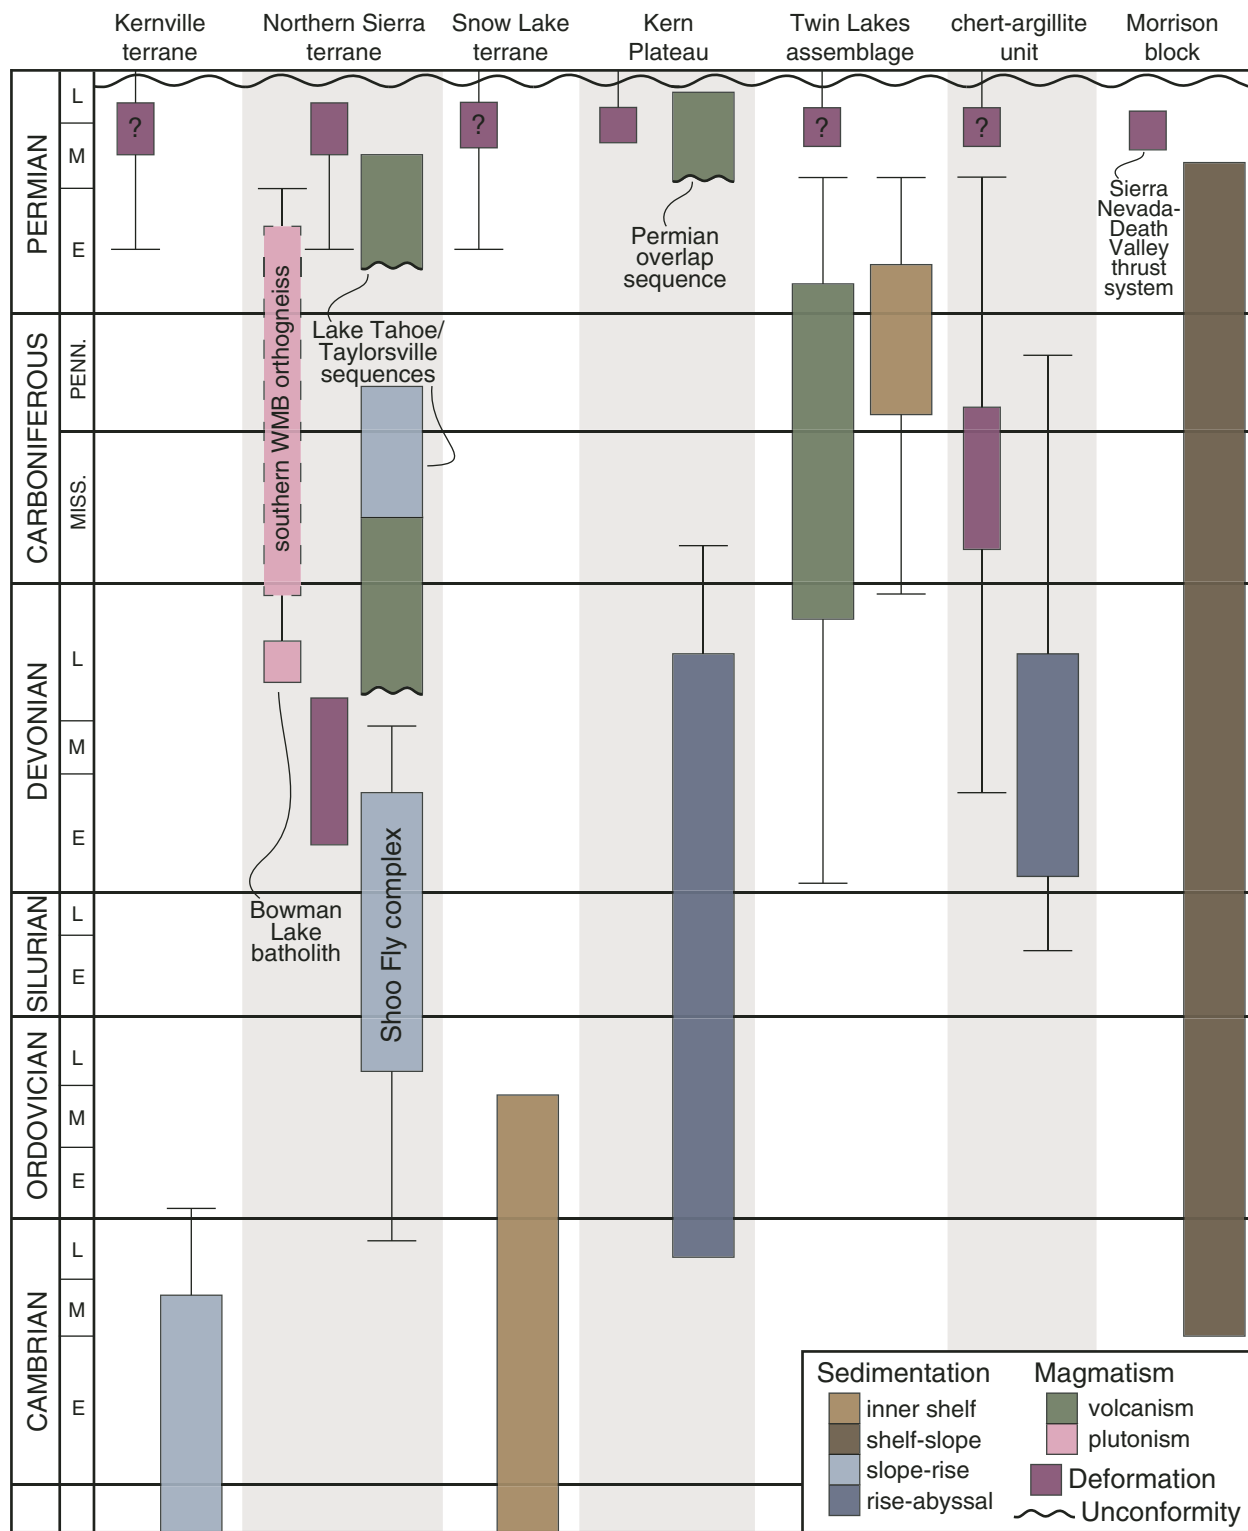 Kernville
terrane
Northern Sierra
terrane
Snow Lake
terrane
Kern
Plateau
Twin Lakes
assemblage
chert-argillite
unit
Morrison
block
PERMIAN
L
M
E
CARBONIFEROUS
PENN.
MISS.
DEVONIAN
L
M
E
SILURIAN
L
E
ORDOVICIAN
L
M
E
CAMBRIAN
L
M
E
?
?
?
?
southern WMB orthogneiss
Lake Tahoe/
Taylorsville
sequences
Bowman
Lake
batholith
Shoo Fly complex
Permian
overlap
sequence
Sierra
Nevada-
Death
Valley
thrust
system
Sedimentation
inner shelf
shelf-slope
slope-rise
rise-abyssal
Magmatism
volcanism
plutonism
Deformation
Unconformity